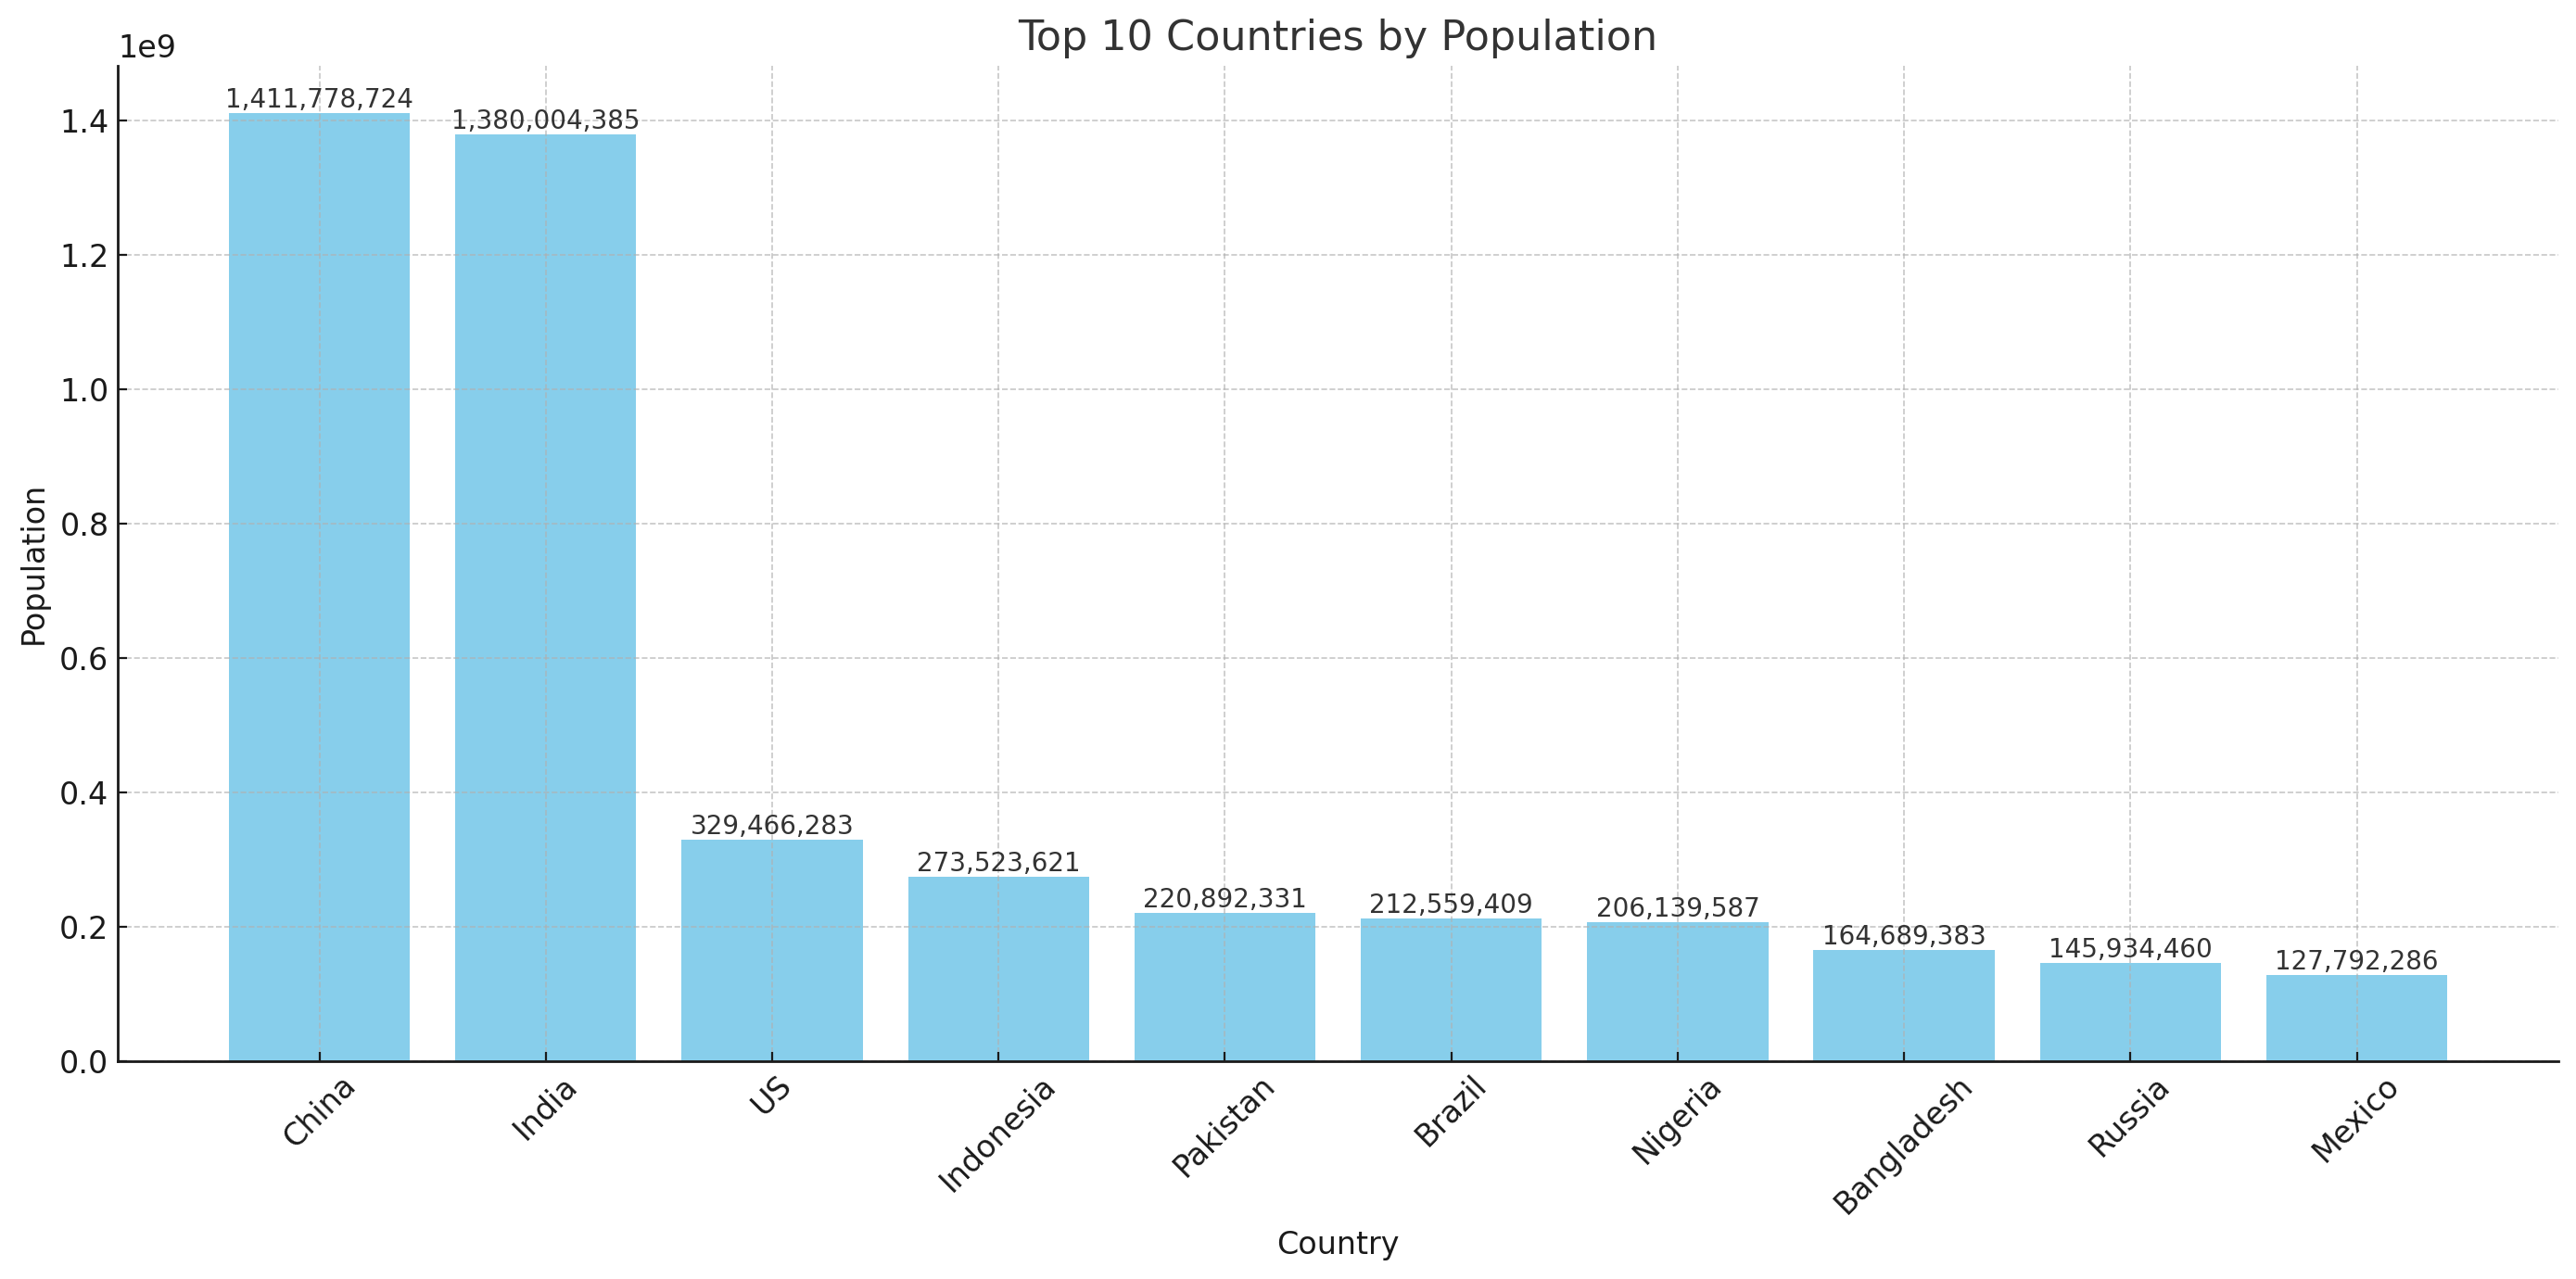 Top 10 Countries by Population
1e9
1,411,778,724
1,380,004,385
329,466,283
273,523,621
220,892,331
212,559,409
206,139,587
164,689,383
145,934,460
127,792,286
1.4
1.2
1.0
0.8
0.6
0.4
0.2
0.0
Population
China
India
US
Indonesia
Pakistan
Brazil
Nigeria
Bangladesh
Russia
Mexico
Country